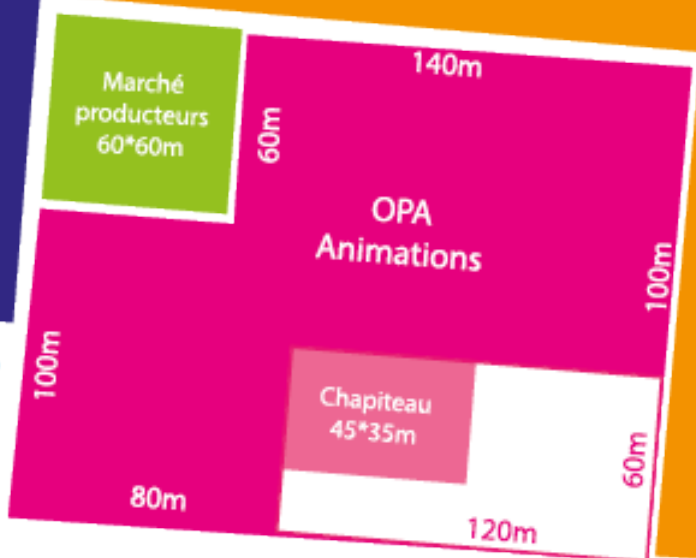 Marché
producteurs
60*60m
140m
60m
OPA
Animations
100m
100m
Chapiteau
45*35m
60m
80m
120m